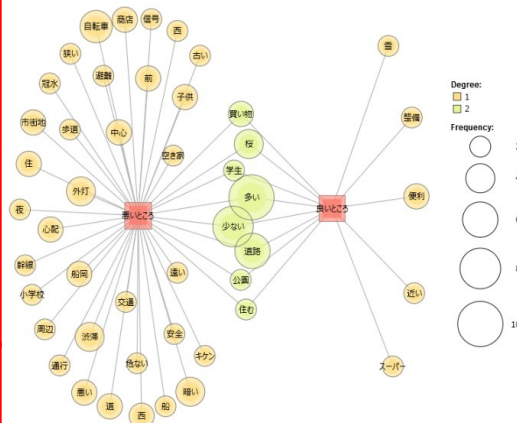 自転車
商店
信号
西
狭い
避難
前
古い
子供
冠水
市街地
歩道
中心
空き家
住
外灯
夜
心配
悪いところ
幹線
小学校
船岡
遠い
周辺
交通
渋滞
安全
通行
危ない
キケン
悪い
道
西
船
暗い
買い物
桜
学生
多い
少ない
道路
公園
住む
良いところ
雪
整備
便利
近い
スーパー
Degree:
1
2
Frequency: